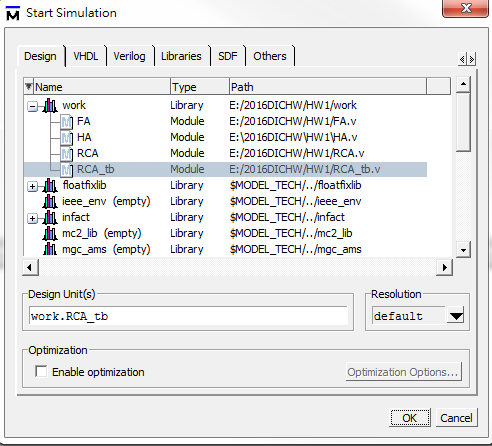 Start Simulation
Design VHDL Verilog Libraries SDF Others
Name Type Path
work Library E:/2016DICHW/HW1/work
FA Module E:/2016DICHW/HW1/FA.v
HA Module E:\2016DICHW\HW1\HA.v
RCA Module E:/2016DICHW/HW1/RCA.v
RCA_tb Module E:/2016DICHW/HW1/RCA_tb.v
floatfixlib Library $MODEL_TECH/../floatfixlib
ieee_env (empty) Library $MODEL_TECH/../ieee_env
infact Library $MODEL_TECH/../infact
mc2_lib (empty) Library $MODEL_TECH/../mc2_lib
mgc_ams (empty) Library $MODEL_TECH/../mgc_ams
Design Unit(s) Resolution
work.RCA_tb default
Optimization
Enable optimization Optimization Options...
OK Cancel